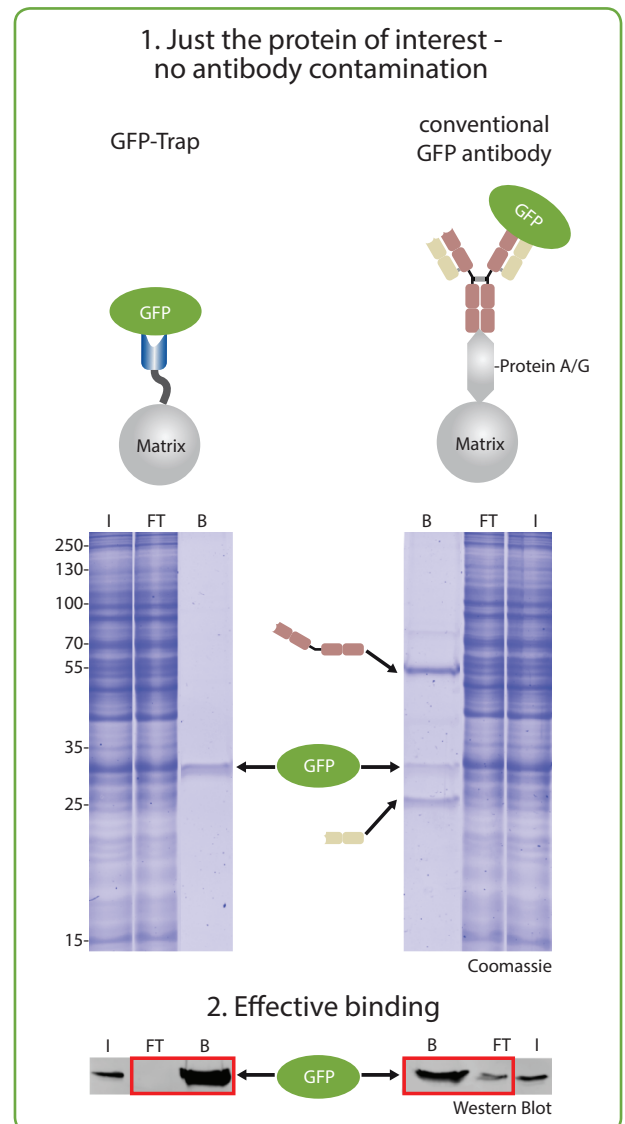 1. Just the protein of interest -
no antibody contamination
GFP-Trap
conventional
GFP antibody
GFP
GFP
-Protein A/G
Matrix
Matrix
I FT B
B FT I
250-
130-
100-
70-
55-
35-
25-
15-
GFP
Coomassie
2. Effective binding
I FT B
B FT I
GFP
Western Blot